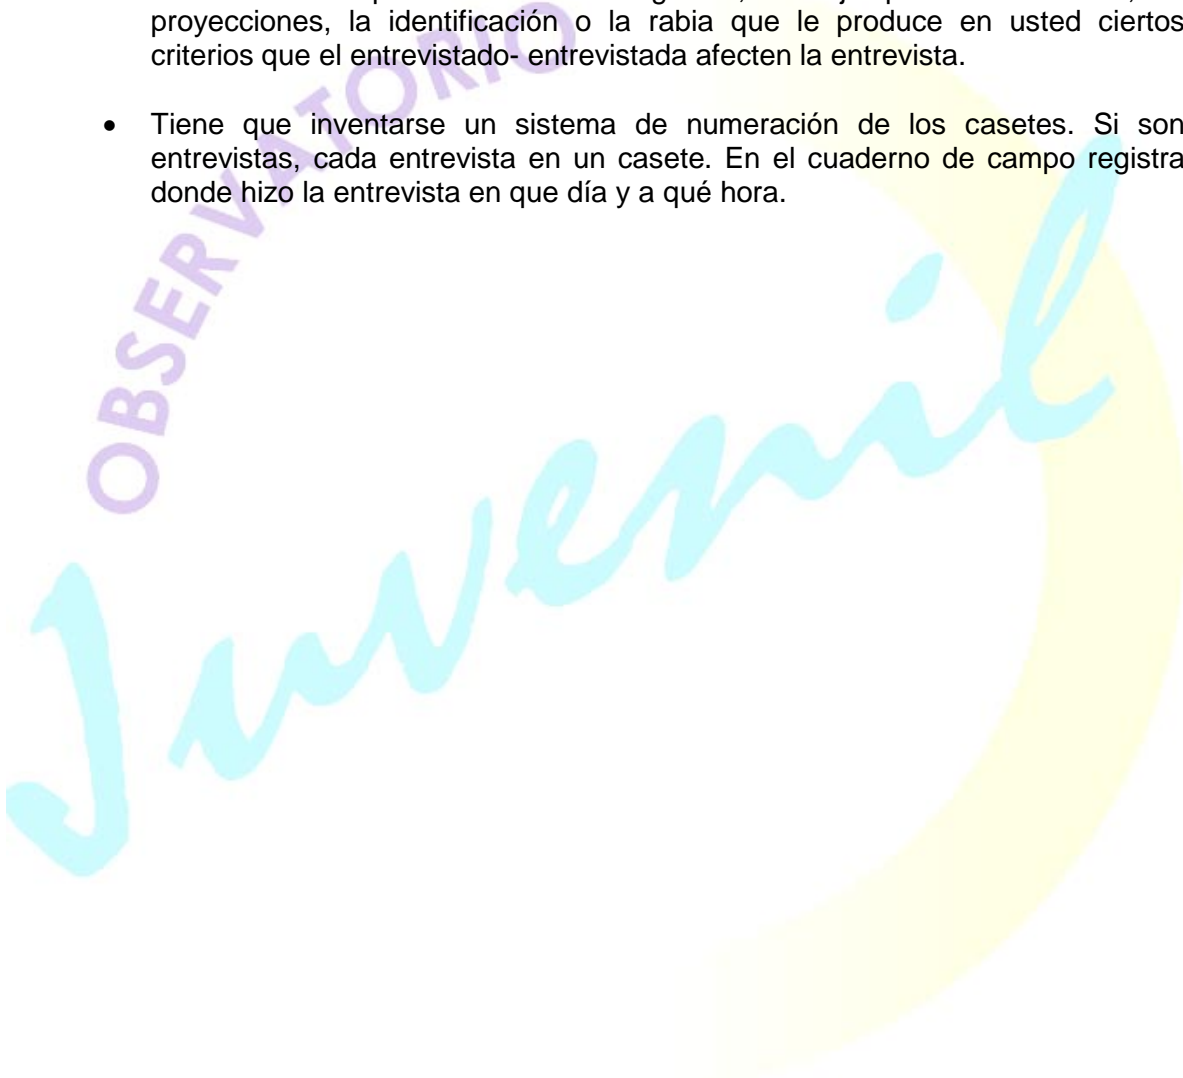 proyecciones, la identificación o la rabia que le produce en usted ciertos
criterios que el entrevistado- entrevistada afecten la entrevista.
• Tiene que inventarse un sistema de numeración de los casetes. Si son
entrevistas, cada entrevista en un casete. En el cuaderno de campo registra
donde hizo la entrevista en que día y a qué hora.
OBSERVATORIO
Juvenil